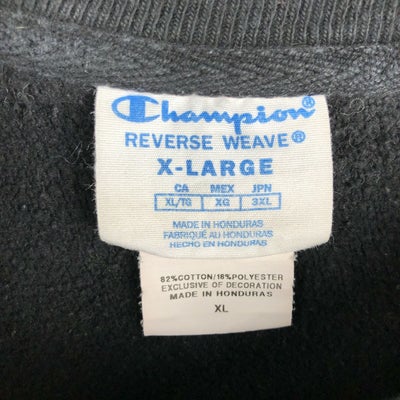 Champion®
REVERSE WEAVE®
X-LARGE
CA MEX JPN
XL/TG XG 3XL
MADE IN HONDURAS
FABRIQUÉ AU HONDURAS
HECHO EN HONDURAS
82%COTTON/18%POLYESTER
EXCLUSIVE OF DECORATION
MADE IN HONDURAS
XL